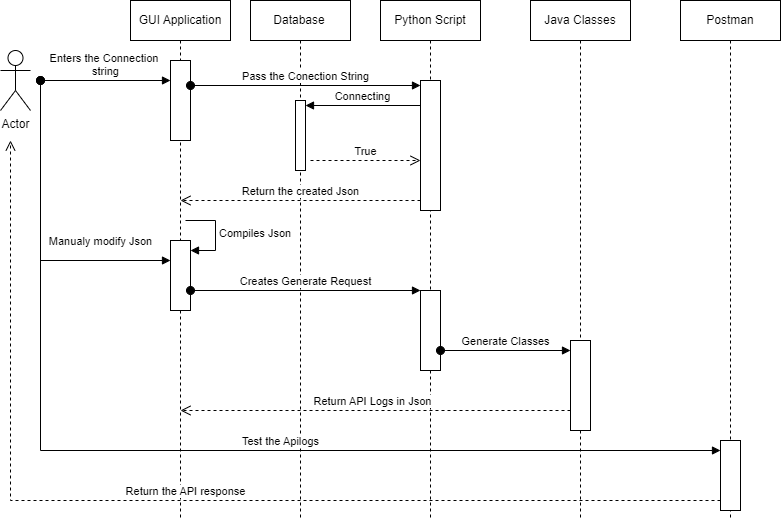 GUI Application
Database
Python Script
Java Classes
Postman
Enters the Connection
string
Pass the Conection String
Connecting
Actor
True
Return the created Json
Compiles Json
Manualy modify Json
Creates Generate Request
Generate Classes
Return API Logs in Json
Test the Apilogs
Return the API response